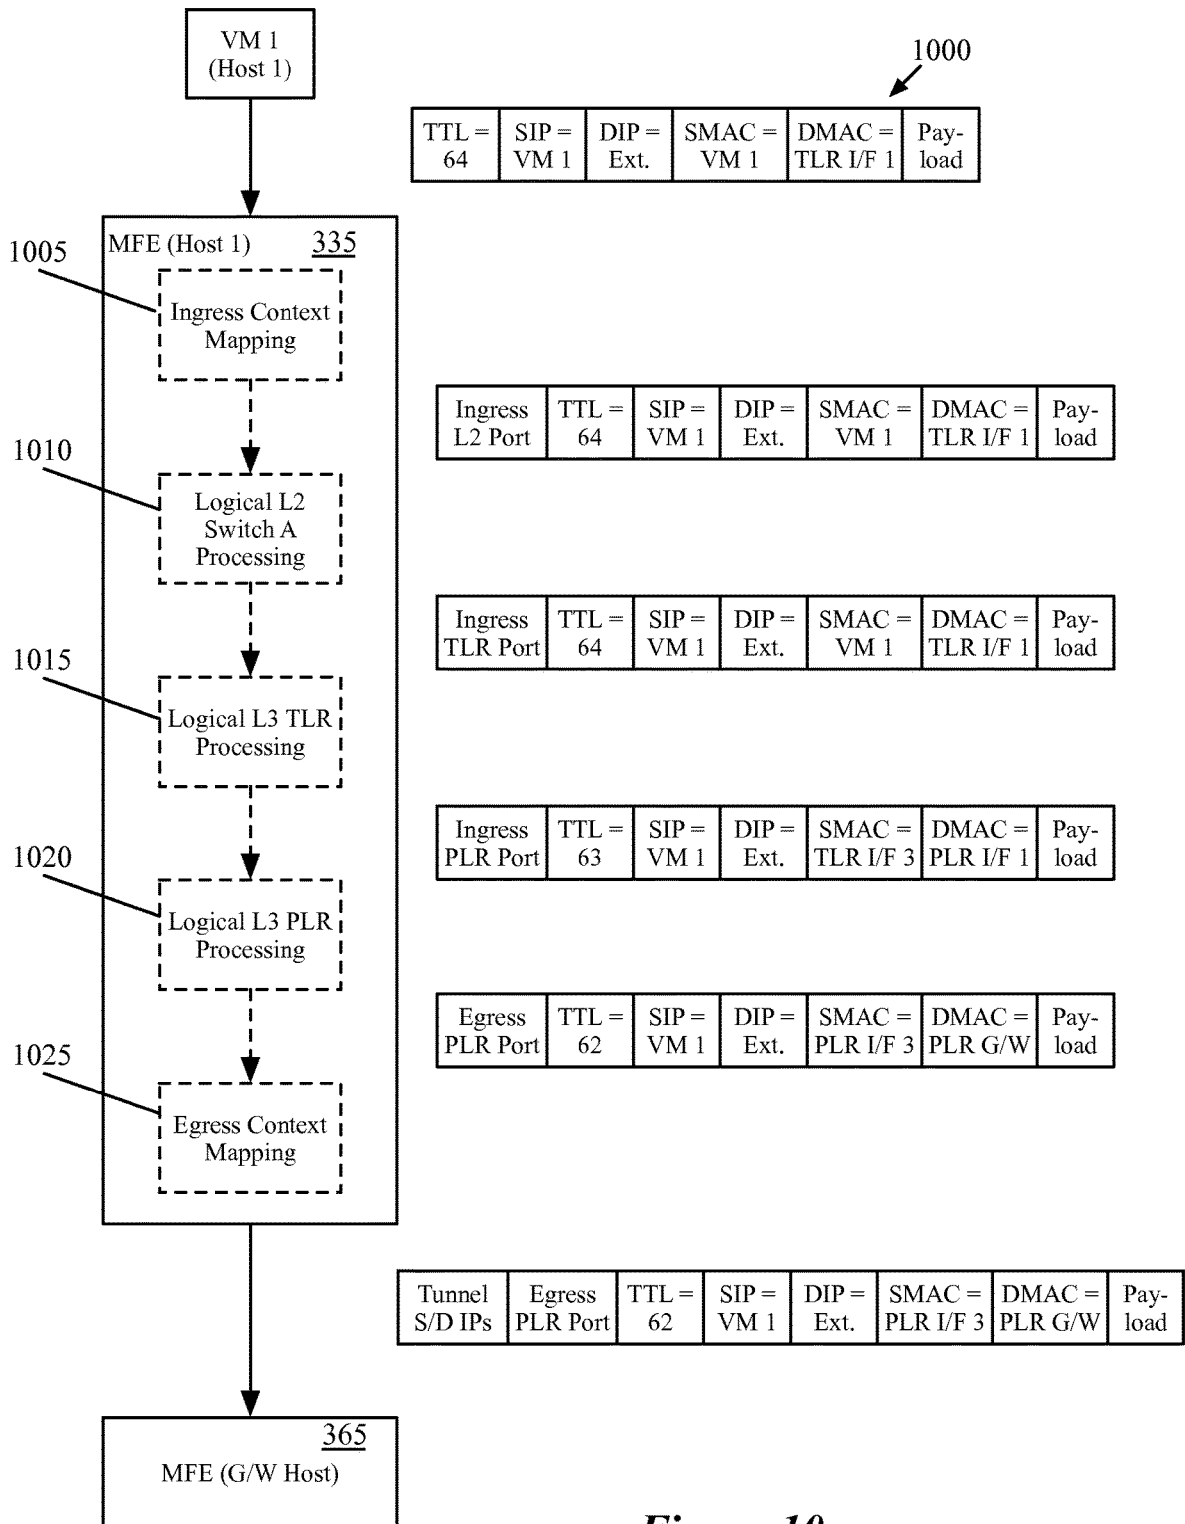 VM 1
(Host 1)
1000
TTL = 64 SIP = VM 1 DIP = Ext. SMAC = VM 1 DMAC = TLR I/F 1 Pay-load
MFE (Host 1) 335
1005
Ingress Context
Mapping
Ingress L2 Port TTL = 64 SIP = VM 1 DIP = Ext. SMAC = VM 1 DMAC = TLR I/F 1 Pay-load
1010
Logical L2
Switch A
Processing
Ingress TLR Port TTL = 64 SIP = VM 1 DIP = Ext. SMAC = VM 1 DMAC = TLR I/F 1 Pay-load
1015
Logical L3 TLR
Processing
Ingress PLR Port TTL = 63 SIP = VM 1 DIP = Ext. SMAC = TLR I/F 3 DMAC = PLR I/F 1 Pay-load
1020
Logical L3 PLR
Processing
Egress PLR Port TTL = 62 SIP = VM 1 DIP = Ext. SMAC = PLR I/F 3 DMAC = PLR G/W Pay-load
1025
Egress Context
Mapping
Tunnel S/D IPs Egress PLR Port TTL = 62 SIP = VM 1 DIP = Ext. SMAC = PLR I/F 3 DMAC = PLR G/W Pay-load
365
MFE (G/W Host)
Figure 10